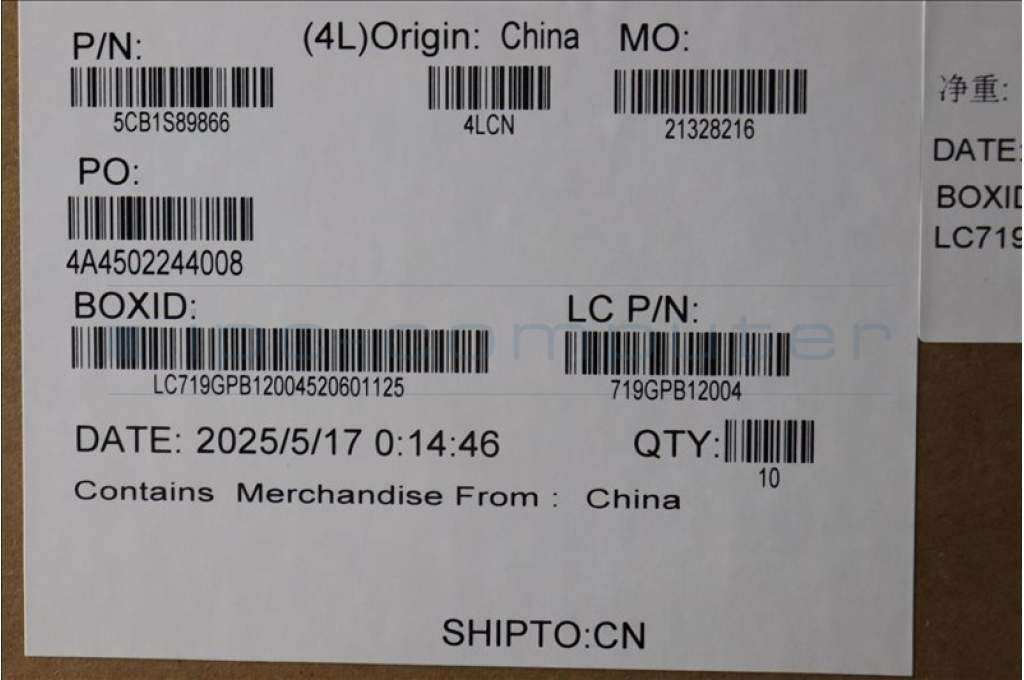 P/N: (4L)Origin: China MO:
5CB1S89866 4LCN 21328216
PO:
4A4502244008
BOXID: LC P/N:
LC719GPB12004520601125 719GPB12004
DATE: 2025/5/17 0:14:46 QTY:
10
Contains Merchandise From : China
SHIPTO:CN
净重:
DATE:
BOXID
LC719